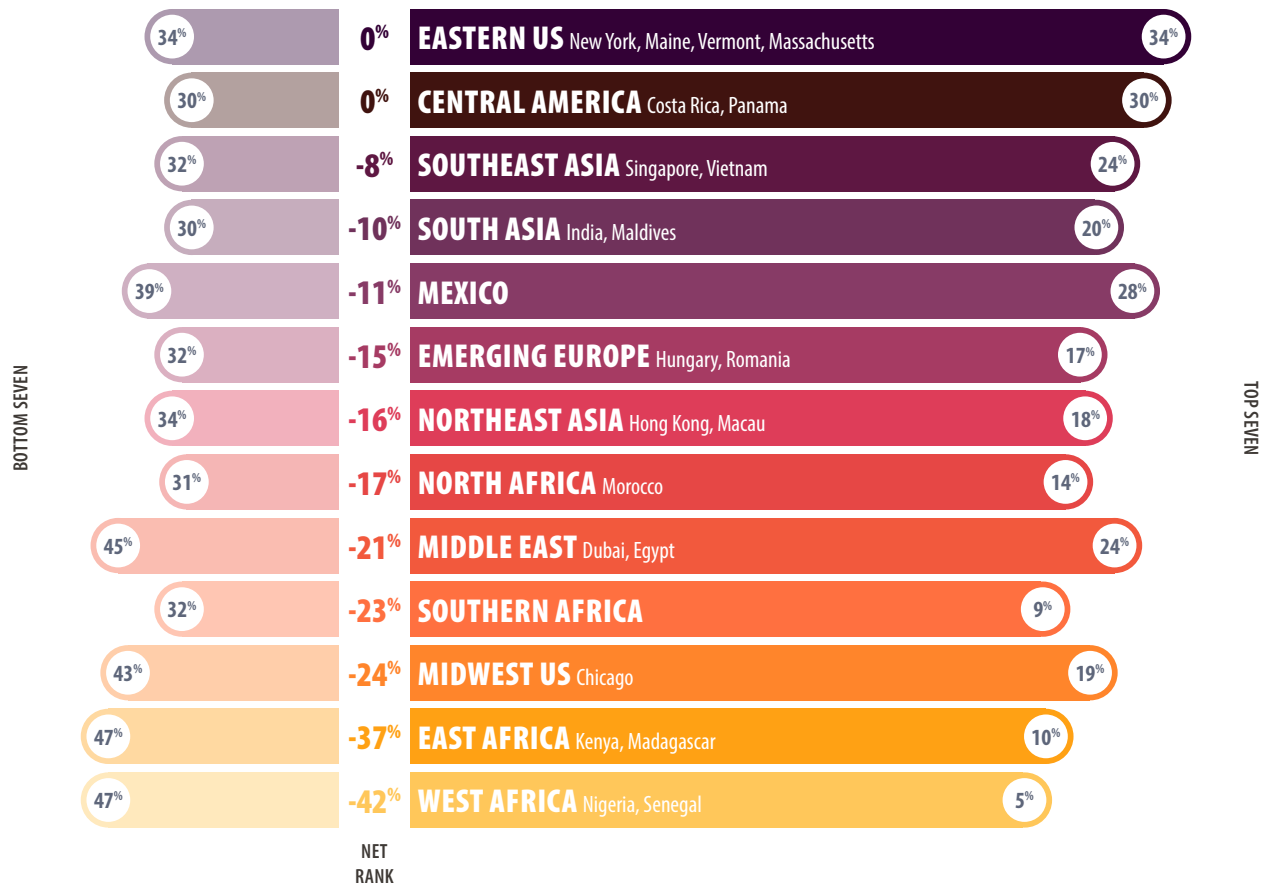 34% 0% EASTERN US New York, Maine, Vermont, Massachusetts 34%
30% 0% CENTRAL AMERICA Costa Rica, Panama 30%
32% -8% SOUTHEAST ASIA Singapore, Vietnam 24%
30% -10% SOUTH ASIA India, Maldives 20%
39% -11% MEXICO 28%
32% -15% EMERGING EUROPE Hungary, Romania 17%
34% -16% NORTHEAST ASIA Hong Kong, Macau 18%
31% -17% NORTH AFRICA Morocco 14%
45% -21% MIDDLE EAST Dubai, Egypt 24%
32% -23% SOUTHERN AFRICA 9%
43% -24% MIDWEST US Chicago 19%
47% -37% EAST AFRICA Kenya, Madagascar 10%
47% -42% WEST AFRICA Nigeria, Senegal 5%
BOTTOM SEVEN
TOP SEVEN
NET
RANK